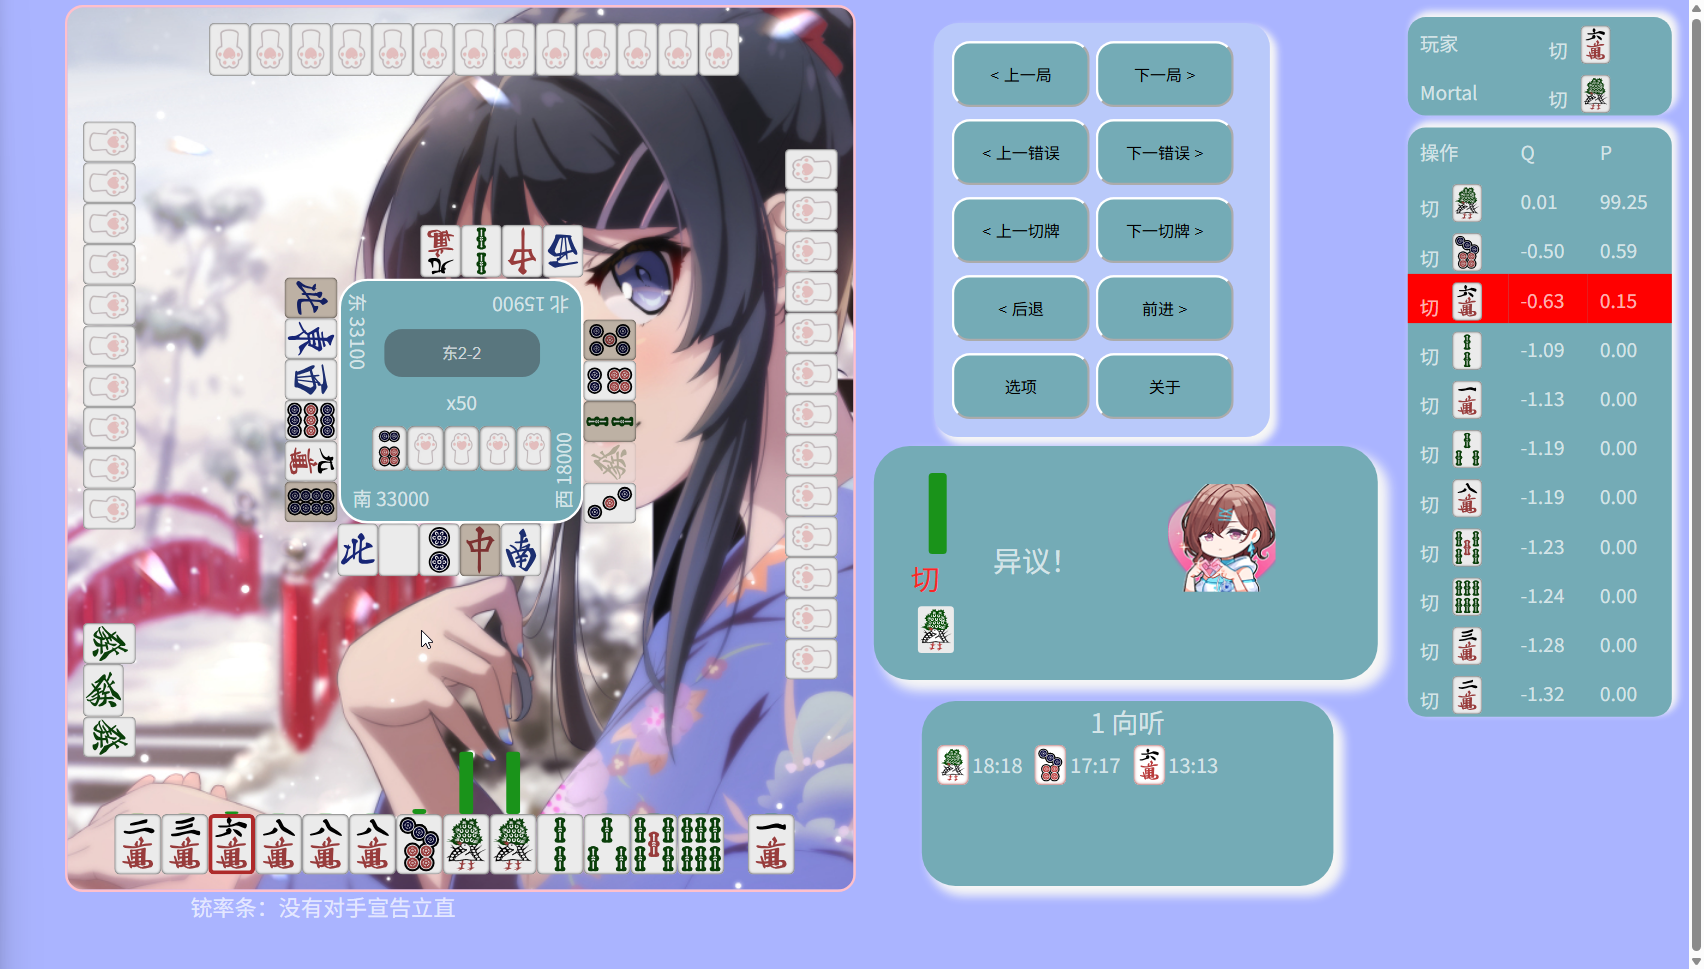 东 33100
北 15900
东2-2
x50
南 33000
西 18000
铳率条：没有对手宣告立直
< 上一局
下一局 >
< 上一错误
下一错误 >
< 上一切牌
下一切牌 >
< 后退
前进 >
选项
关于
切
异议！
1 向听
18:18
17:17
13:13
玩家 切
Mortal 切
操作 Q P
切 0.01 99.25
切 -0.50 0.59
切 -0.63 0.15
切 -1.09 0.00
切 -1.13 0.00
切 -1.19 0.00
切 -1.19 0.00
切 -1.23 0.00
切 -1.24 0.00
切 -1.28 0.00
切 -1.32 0.00